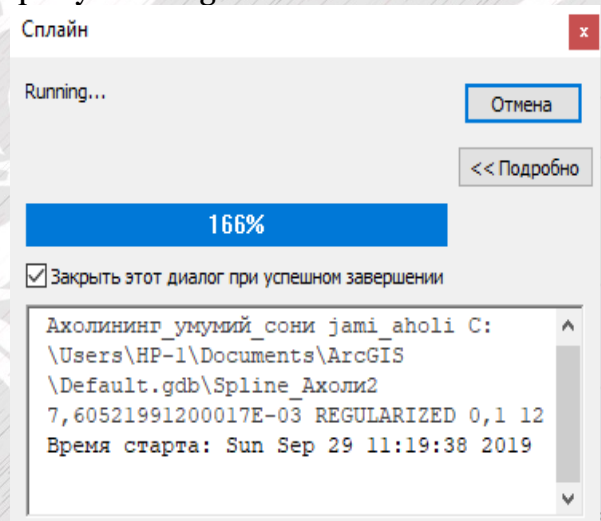 Сплайн
x
Running...
Отмена
<< Подробно
166%
Закрыть этот диалог при успешном завершении
Ахолининг_умумий_сони jami_aholi C:
\Users\HP-1\Documents\ArcGIS
\Default.gdb\Spline_Ахоли2
7,60521991200017E-03 REGULARIZED 0,1 12
Время старта: Sun Sep 29 11:19:38 2019